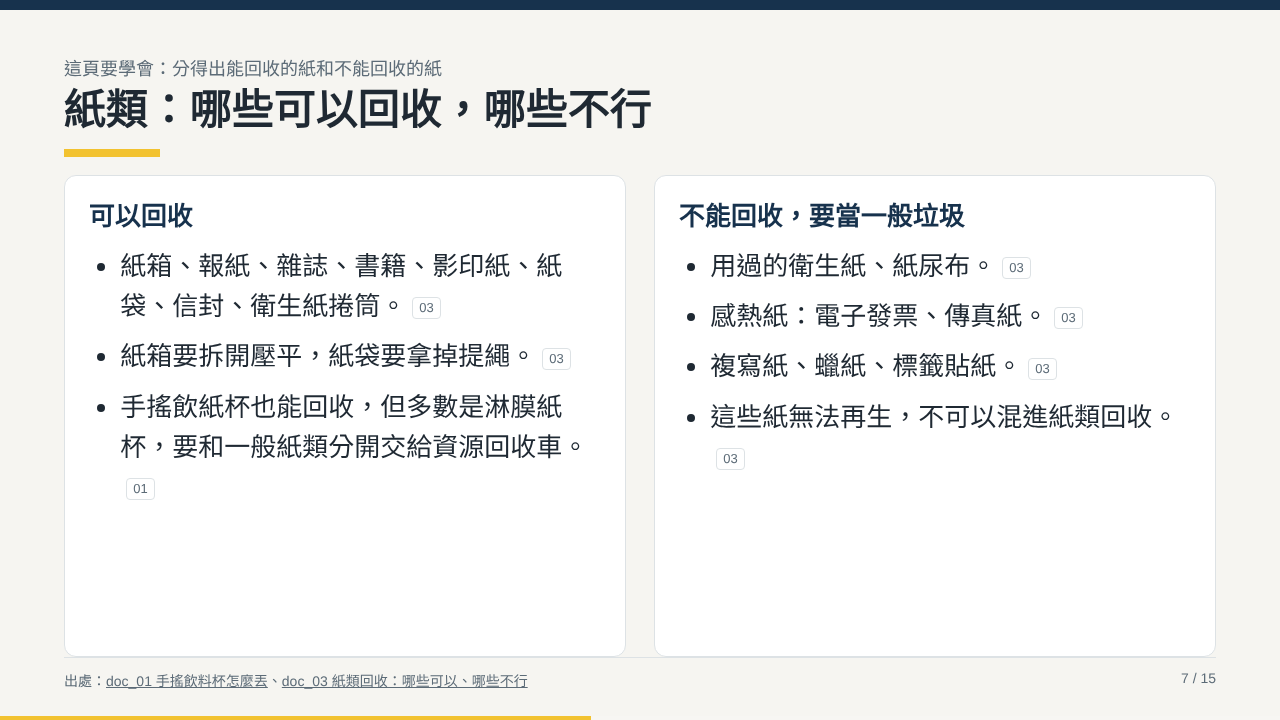 這頁要學會：分得出能回收的紙和不能回收的紙
紙類：哪些可以回收，哪些不行
可以回收
• 紙箱、報紙、雜誌、書籍、影印紙、紙
袋、信封、衛生紙捲筒。 03
• 紙箱要拆開壓平，紙袋要拿掉提繩。 03
• 手搖飲紙杯也能回收，但多數是淋膜紙
杯，要和一般紙類分開交給資源回收車。
01
不能回收，要當一般垃圾
• 用過的衛生紙、紙尿布。 03
• 感熱紙：電子發票、傳真紙。 03
• 複寫紙、蠟紙、標籤貼紙。 03
• 這些紙無法再生，不可以混進紙類回收。
03
出處：doc_01 手搖飲料杯怎麼丟、doc_03 紙類回收：哪些可以、哪些不行
7 / 15